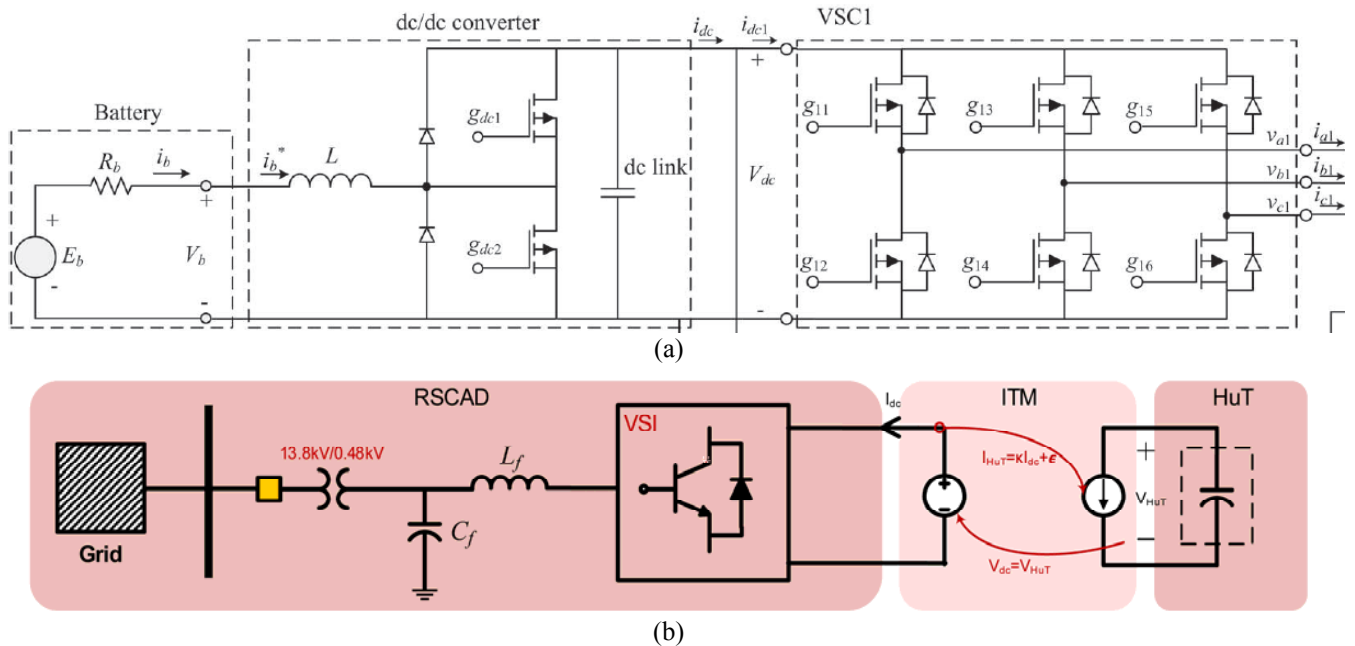 dc/dc converter
i_dc
i_dc1
VSC1
Battery
R_b
i_b
i_b*
L
g_dc1
g_dc2
dc link
V_dc
+
-
E_b
+
-
V_b
+
-
g_11
g_13
g_15
g_12
g_14
g_16
v_a1
i_a1
v_b1
i_b1
v_c1
i_c1
(a)
RSCAD
ITM
HuT
VSI
I_dc
13.8kV/0.48kV
L_f
C_f
Grid
I_HuT=κI_dc+ϵ
V_dc=V_HuT
+
-
+
V_HuT
−
(b)